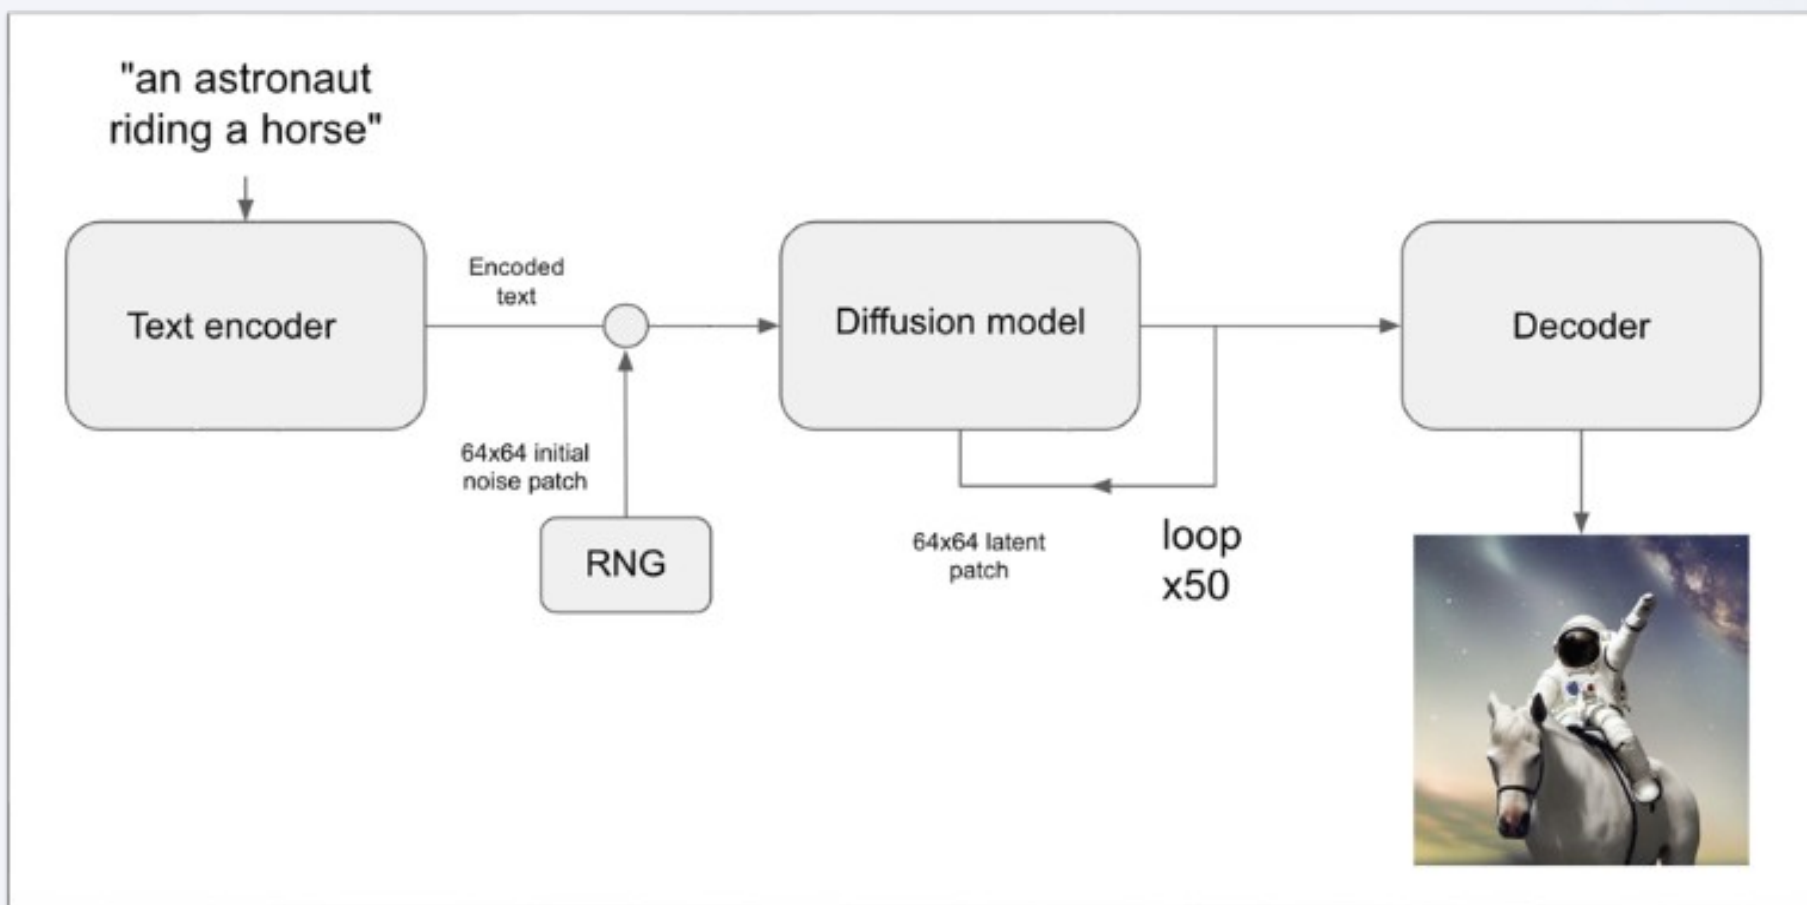 "an astronaut
riding a horse"
Text encoder
Encoded
text
64x64 initial
noise patch
RNG
Diffusion model
64x64 latent
patch
loop
x50
Decoder